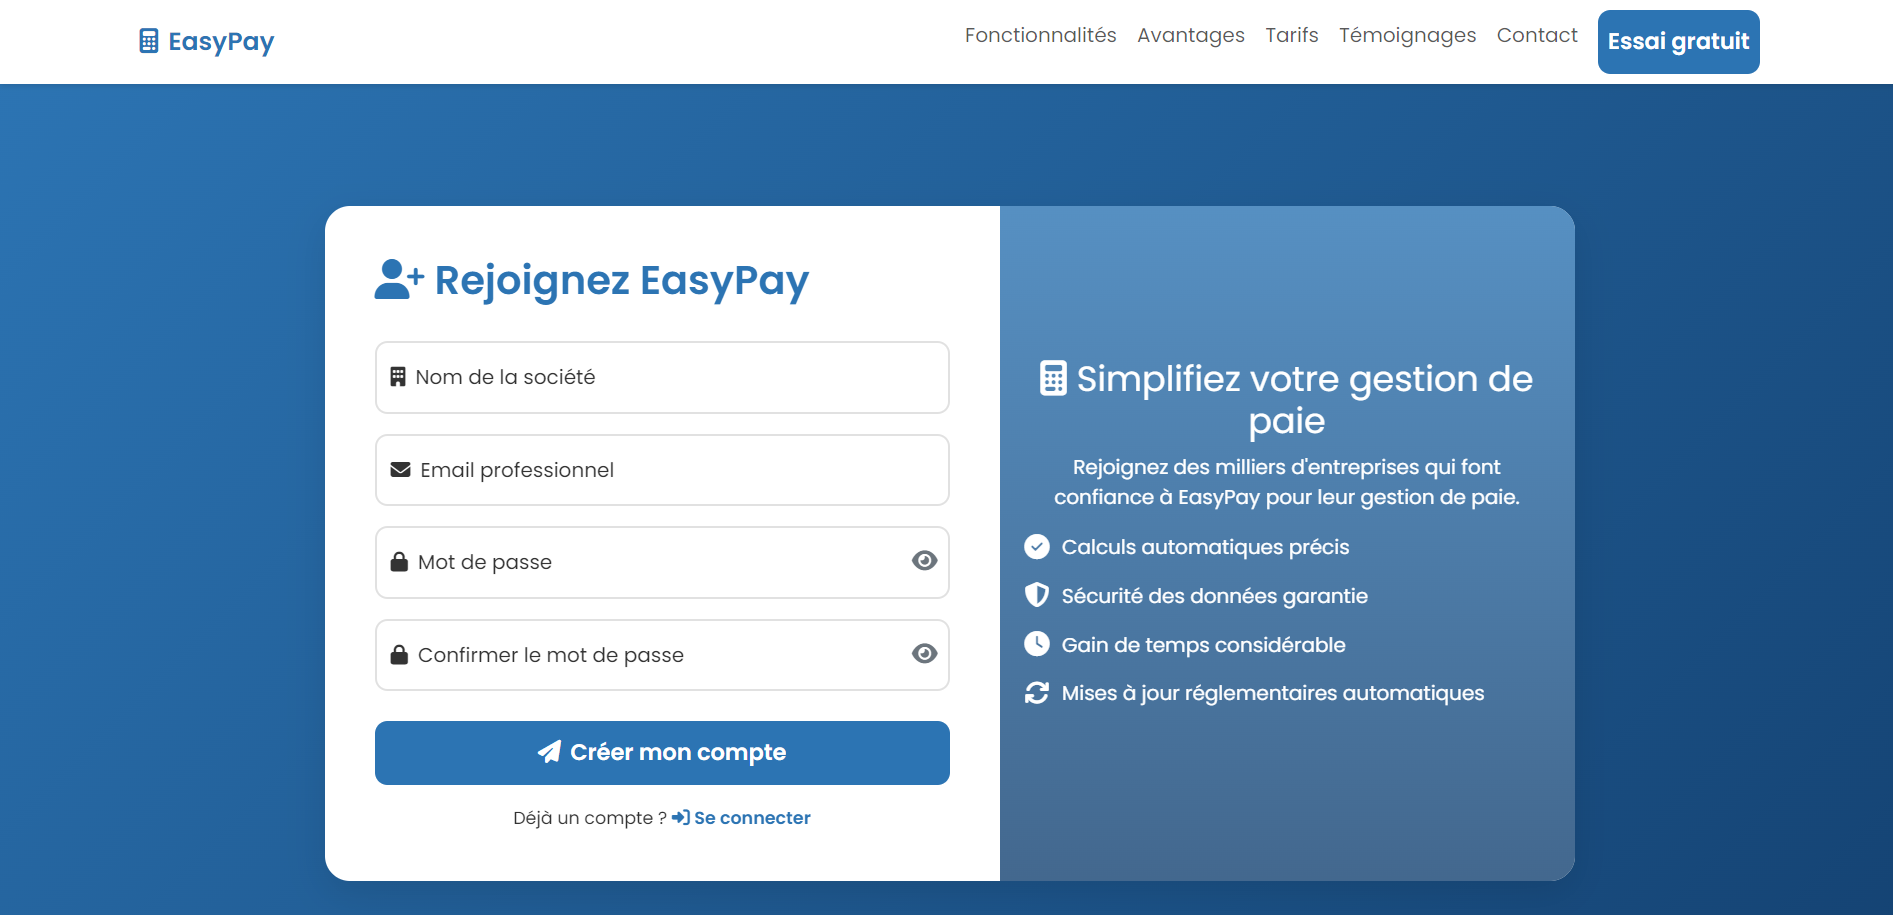 EasyPay
Fonctionnalités
Avantages
Tarifs
Témoignages
Contact
Essai gratuit
Rejoignez EasyPay
Nom de la société
Email professionnel
Mot de passe
Confirmer le mot de passe
Créer mon compte
Déjà un compte ? Se connecter
Simplifiez votre gestion de
paie
Rejoignez des milliers d'entreprises qui font
confiance à EasyPay pour leur gestion de paie.
Calculs automatiques précis
Sécurité des données garantie
Gain de temps considérable
Mises à jour réglementaires automatiques